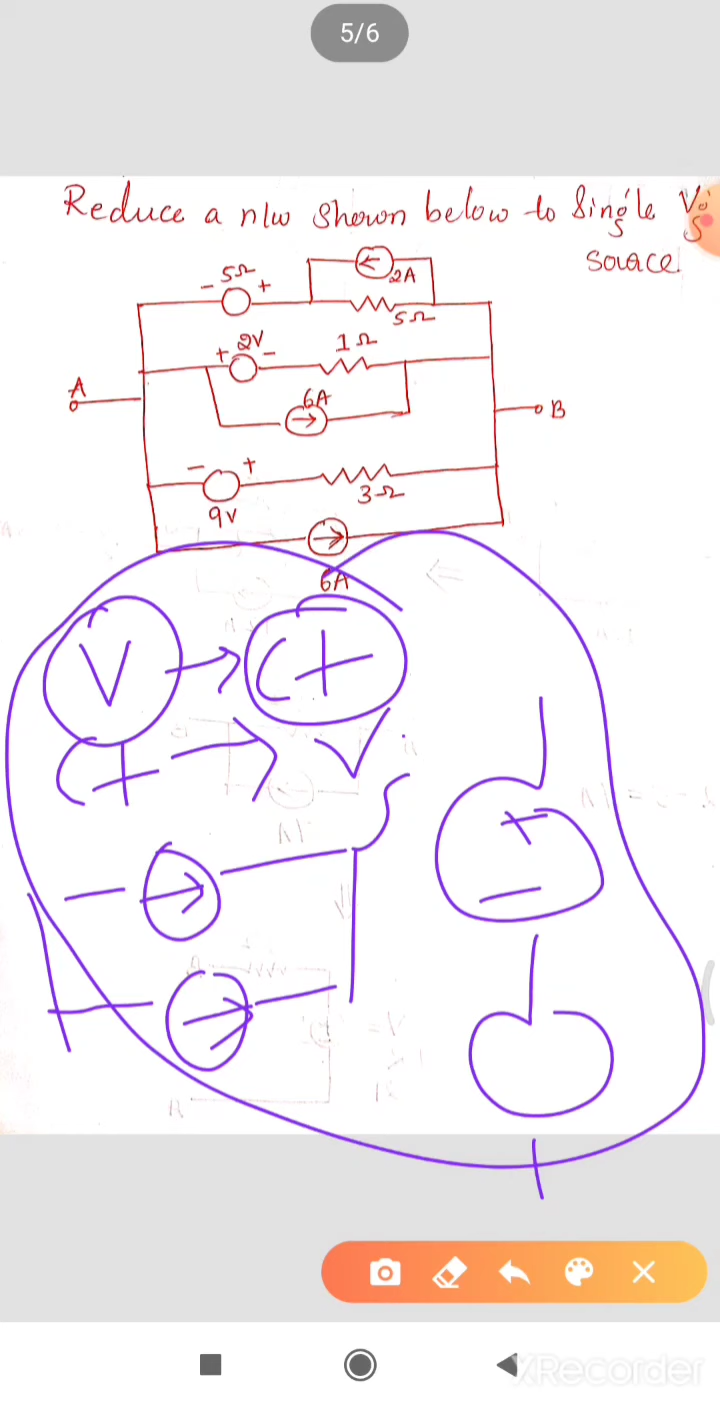 5/6
Reduce a n/w Shown below to Single
source
- 5Ω +
2A
5Ω
+ 2V - 1Ω
A
6A
B
- + 3Ω
9V
6A
V → (+
(+ → V
+
-
XRecorder